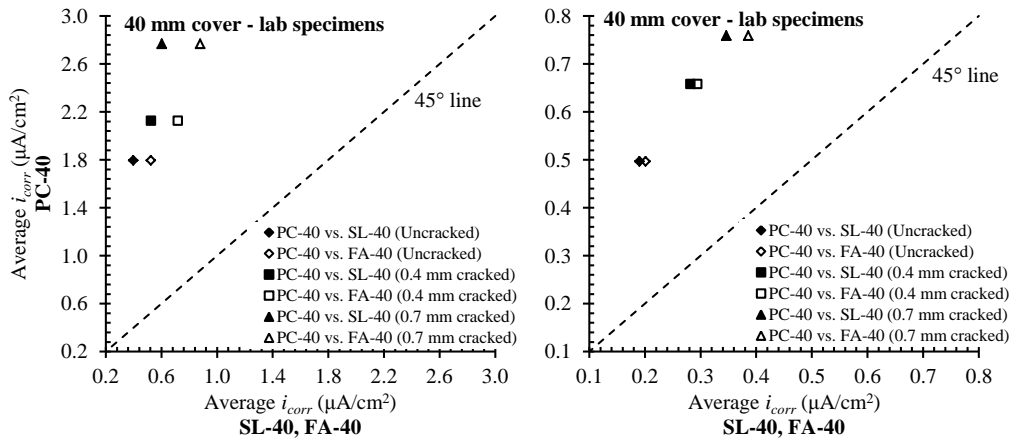 40 mm cover - lab specimens
3.0
2.6
2.2
1.8
1.4
1.0
0.6
0.2
Average i_corr (μA/cm²)
PC-40
45° line
PC-40 vs. SL-40 (Uncracked)
PC-40 vs. FA-40 (Uncracked)
PC-40 vs. SL-40 (0.4 mm cracked)
PC-40 vs. FA-40 (0.4 mm cracked)
PC-40 vs. SL-40 (0.7 mm cracked)
PC-40 vs. FA-40 (0.7 mm cracked)
0.2 0.6 1.0 1.4 1.8 2.2 2.6 3.0
Average i_corr (μA/cm²)
SL-40, FA-40
40 mm cover - lab specimens
0.8
0.7
0.6
0.5
0.4
0.3
0.2
0.1
45° line
PC-40 vs. SL-40 (Uncracked)
PC-40 vs. FA-40 (Uncracked)
PC-40 vs. SL-40 (0.4 mm cracked)
PC-40 vs. FA-40 (0.4 mm cracked)
PC-40 vs. SL-40 (0.7 mm cracked)
PC-40 vs. FA-40 (0.7 mm cracked)
0.1 0.2 0.3 0.4 0.5 0.6 0.7 0.8
Average i_corr (μA/cm²)
SL-40, FA-40